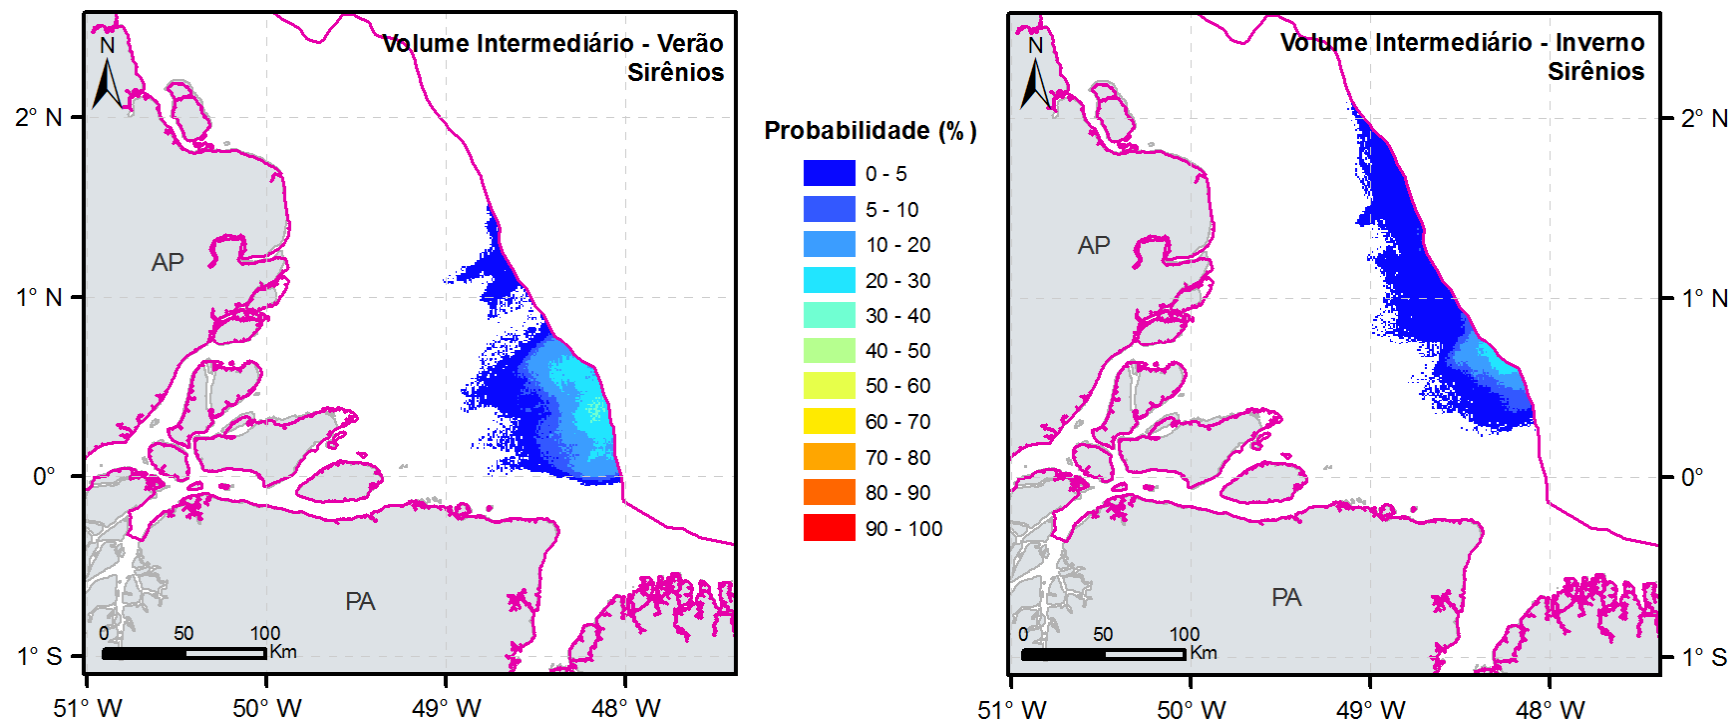 Volume Intermediário - Verão
Sirênios
N
2° N
1° N
0°
1° S
AP
PA
0 50 100
Km
51° W 50° W 49° W 48° W
Probabilidade (%)
0 - 5
5 - 10
10 - 20
20 - 30
30 - 40
40 - 50
50 - 60
60 - 70
70 - 80
80 - 90
90 - 100
Volume Intermediário - Inverno
Sirênios
N
2° N
1° N
0°
1° S
AP
PA
0 50 100
Km
51° W 50° W 49° W 48° W